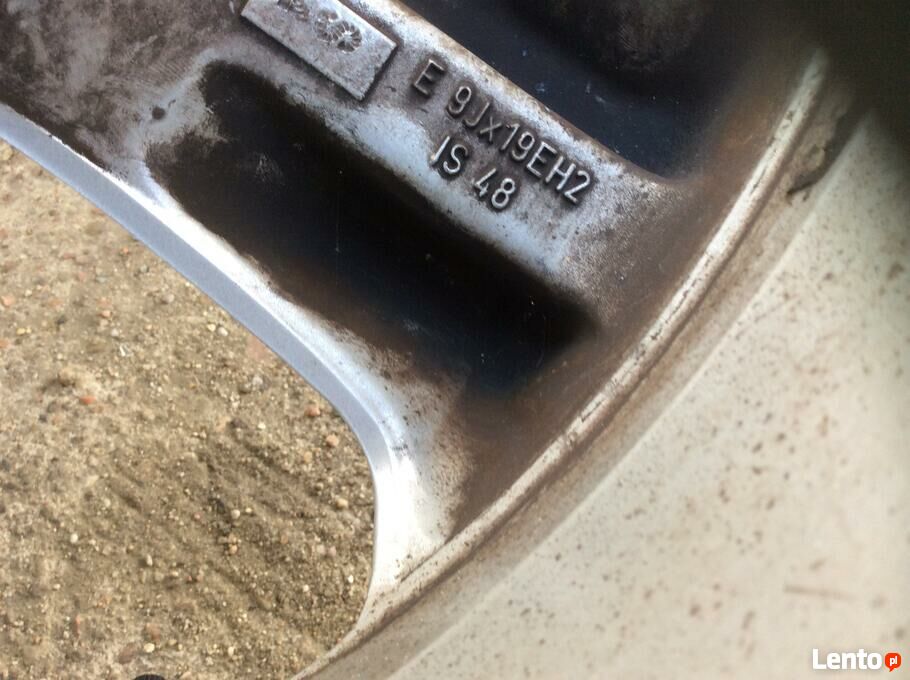 E 9Jx19EH2
IS 48
Lento pl